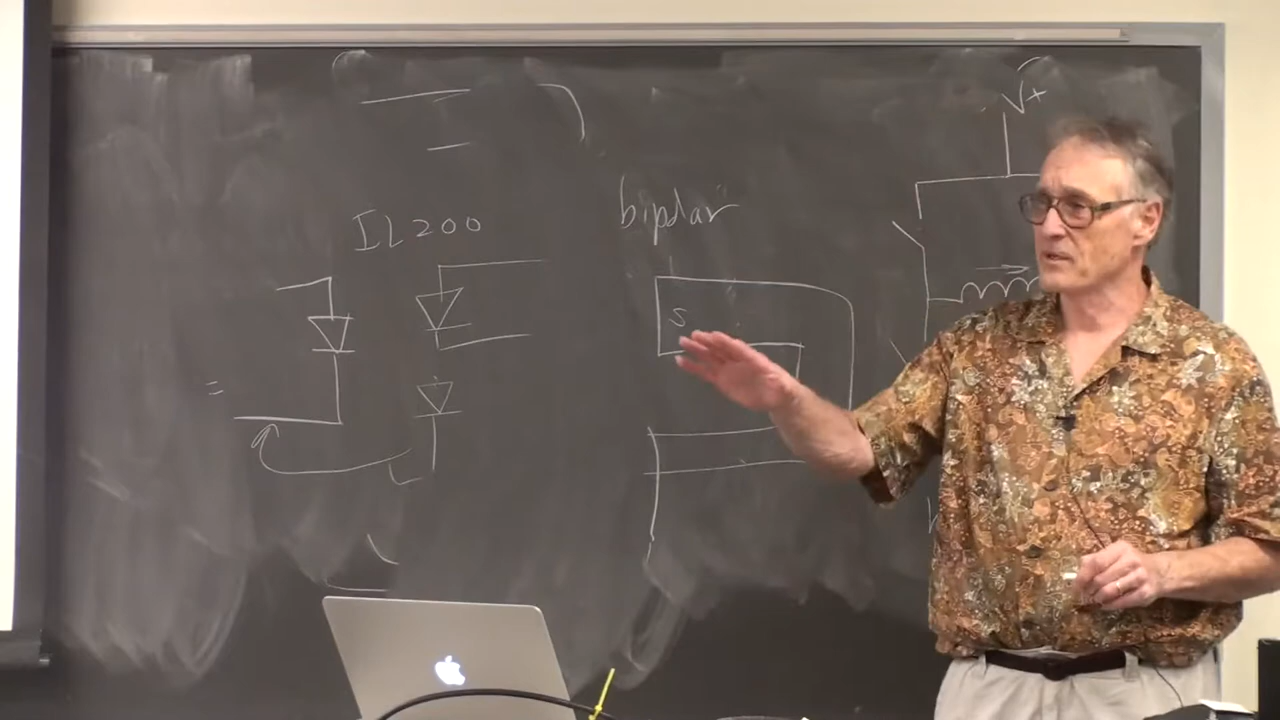 V+
bipolar
IL200
S
=